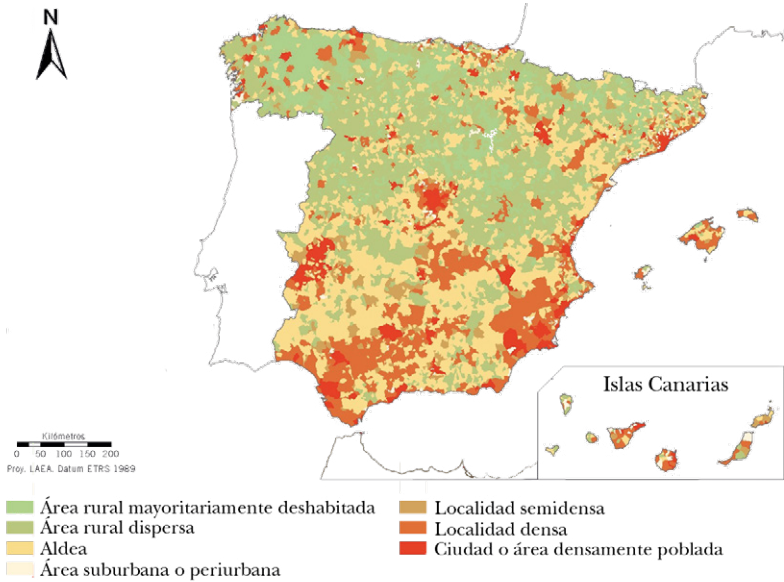 N
Islas Canarias
Kilómetros
0 50 100 200
Proy. LAEA. Datum ETRS 1989
Área rural mayoritariamente deshabitada
Área rural dispersa
Aldea
Área suburbana o periurbana
Localidad semidensa
Localidad densa
Ciudad o área densamente poblada